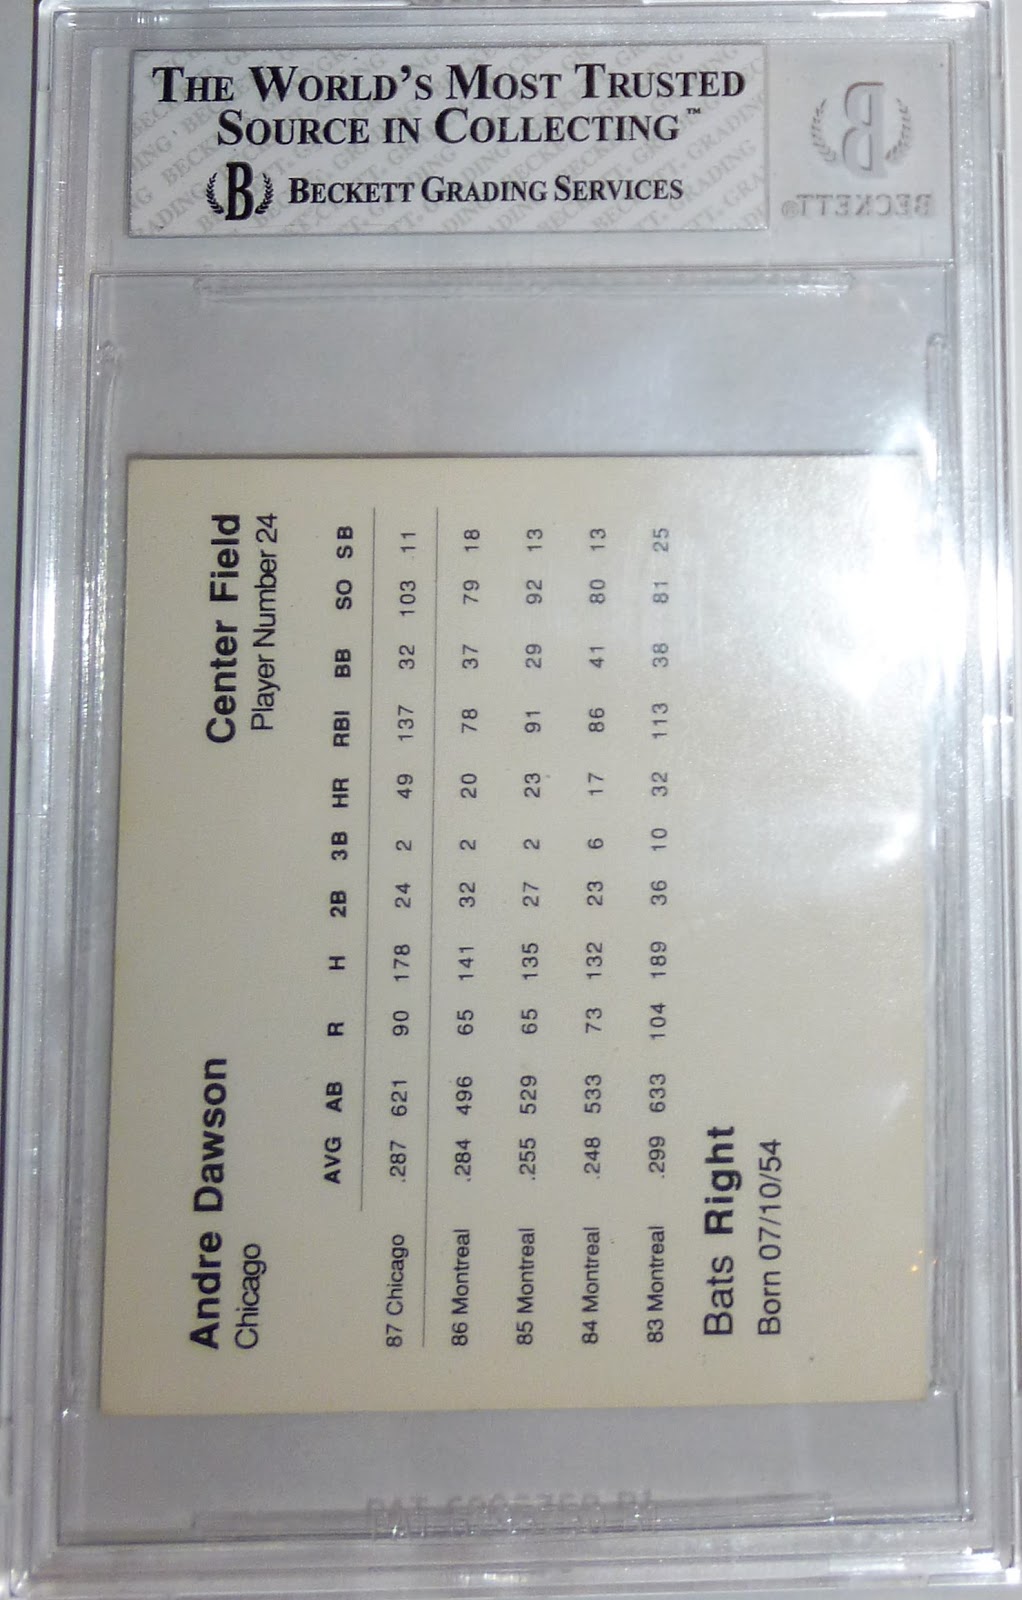 THE WORLD'S MOST TRUSTED
SOURCE IN COLLECTING™
B BECKETT GRADING SERVICES
B
BECKETT®
Andre Dawson Center Field
Chicago Player Number 24
AVG AB R H 2B 3B HR RBI BB SO SB
87 Chicago .287 621 90 178 24 2 49 137 32 103 11
86 Montreal .284 496 65 141 32 2 20 78 37 79 18
85 Montreal .255 529 65 135 27 2 23 91 29 92 13
84 Montreal .248 533 73 132 23 6 17 86 41 80 13
83 Montreal .299 633 104 189 36 10 32 113 38 81 25
Bats Right
Born 07/10/54